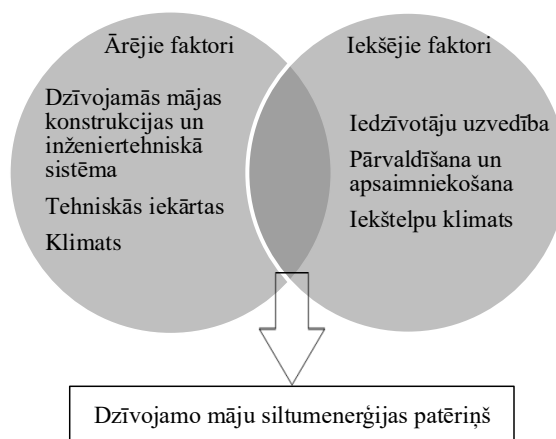 Ārējie faktori
Dzīvojamās mājas
konstrukcijas un
inženiertehniskā
sistēma
Tehniskās iekārtas
Klimats
Iekšējie faktori
Iedzīvotāju uzvedība
Pārvaldīšana un
apsaimniekošana
Iekštelpu klimats
Dzīvojamo māju siltumenerģijas patēriņš